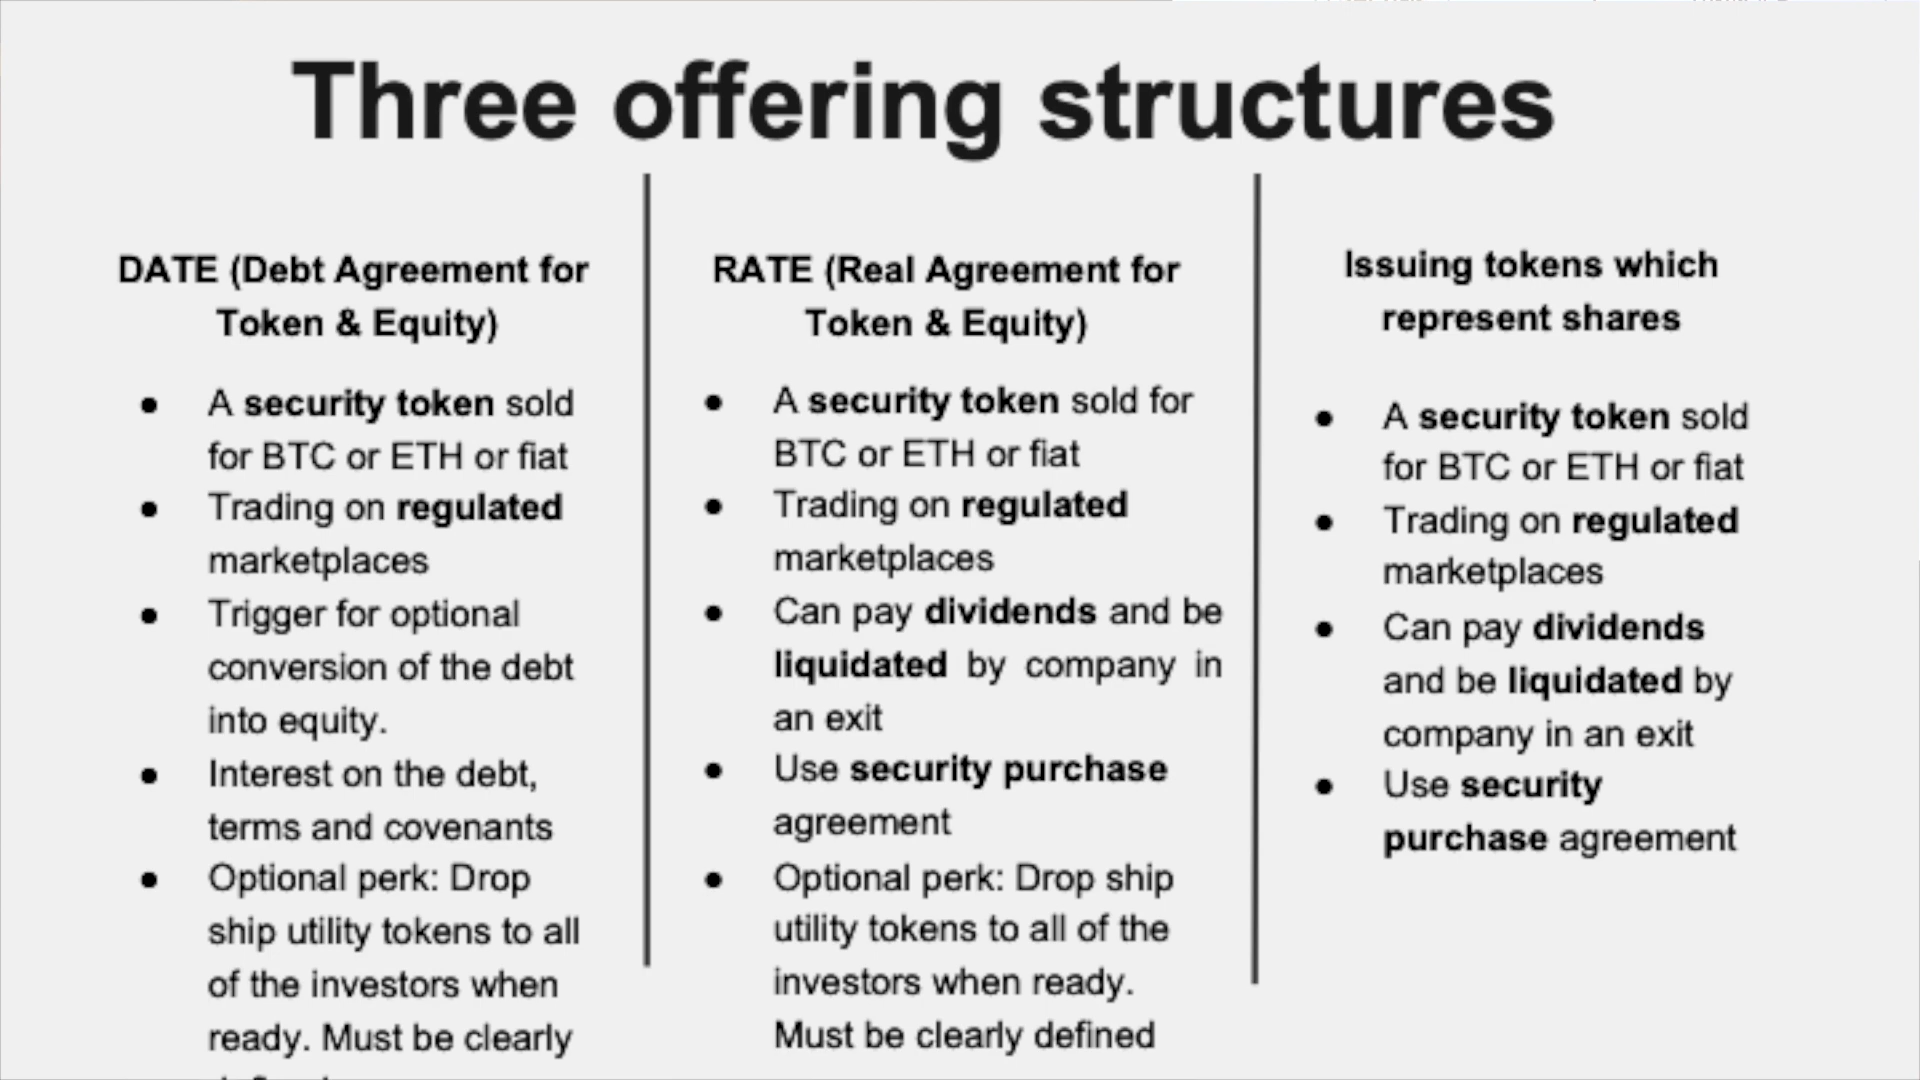 Three offering structures
DATE (Debt Agreement for
Token & Equity)
● A security token sold
for BTC or ETH or fiat
● Trading on regulated
marketplaces
● Trigger for optional
conversion of the debt
into equity.
● Interest on the debt,
terms and covenants
● Optional perk: Drop
ship utility tokens to all
of the investors when
ready. Must be clearly
RATE (Real Agreement for
Token & Equity)
● A security token sold for
BTC or ETH or fiat
● Trading on regulated
marketplaces
● Can pay dividends and be
liquidated by company in
an exit
● Use security purchase
agreement
● Optional perk: Drop ship
utility tokens to all of the
investors when ready.
Must be clearly defined
Issuing tokens which
represent shares
● A security token sold
for BTC or ETH or fiat
● Trading on regulated
marketplaces
● Can pay dividends
and be liquidated by
company in an exit
● Use security
purchase agreement